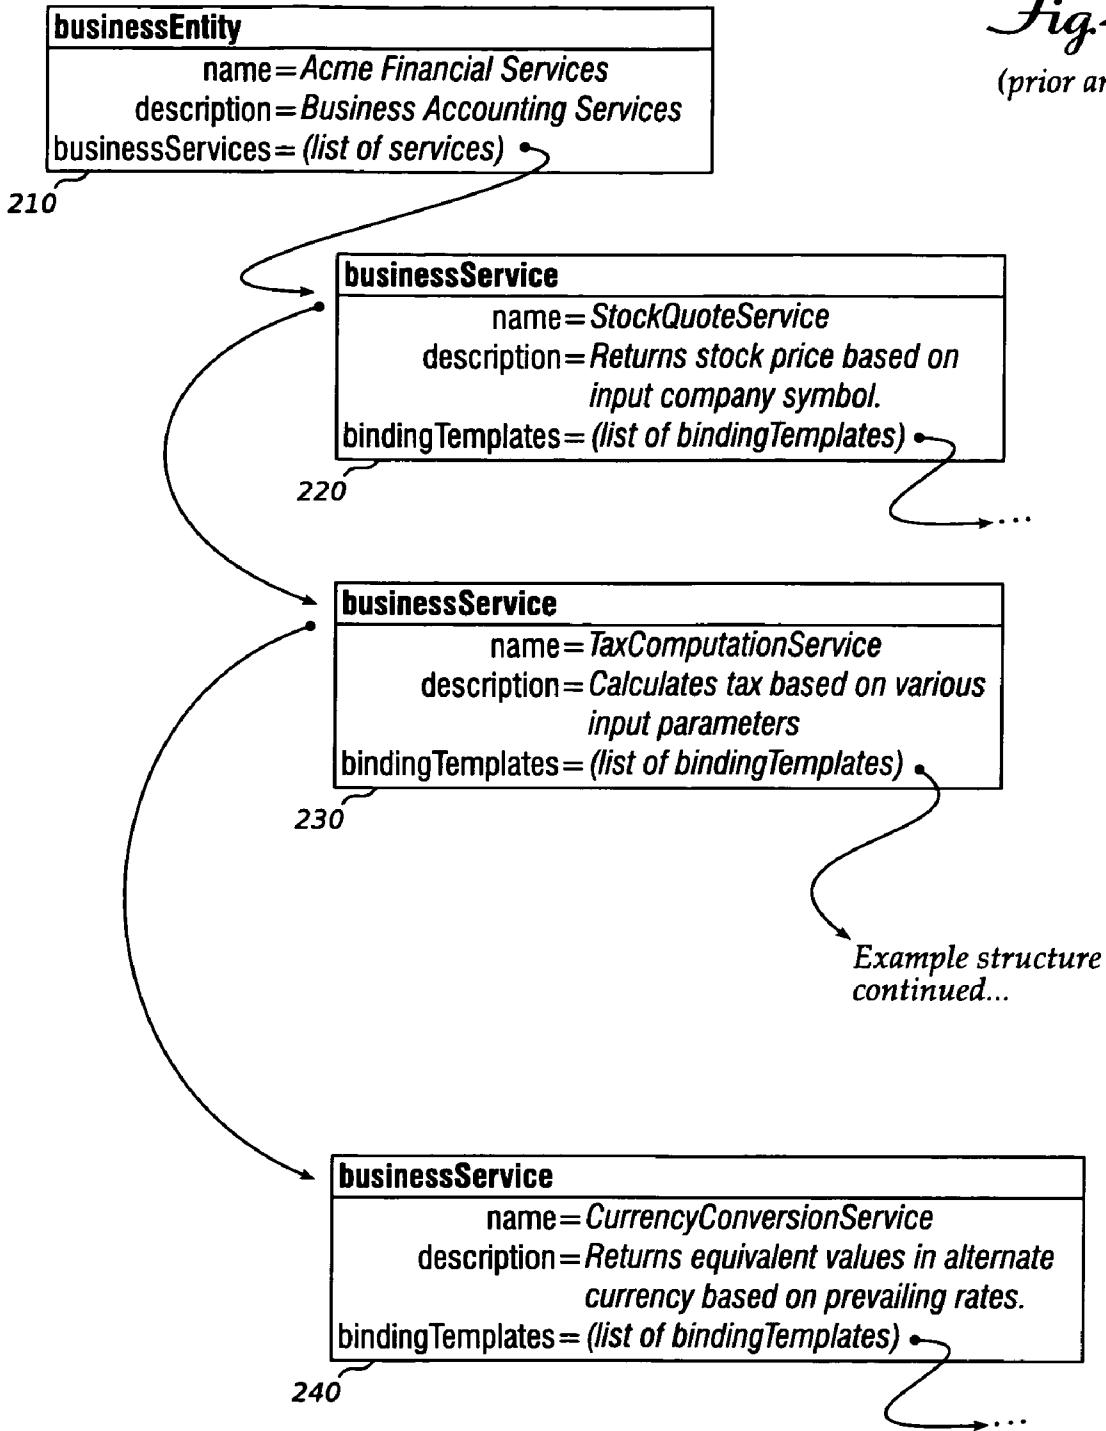 Fig.
(prior ar
businessEntity
name=Acme Financial Services
description=Business Accounting Services
businessServices=(list of services)
210
businessService
name=StockQuoteService
description=Returns stock price based on
input company symbol.
bindingTemplates=(list of bindingTemplates)
220
...
businessService
name=TaxComputationService
description=Calculates tax based on various
input parameters
bindingTemplates=(list of bindingTemplates)
230
Example structure
continued...
businessService
name=CurrencyConversionService
description=Returns equivalent values in alternate
currency based on prevailing rates.
bindingTemplates=(list of bindingTemplates)
240
...